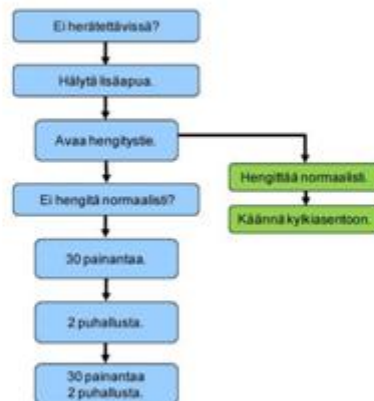 Ei herätettävissä?
Hälytä lisäapua.
Avaa hengitystie.
Hengittää normaalisti.
Ei hengitä normaalisti?
Käännä kylkiasentoon.
30 painantaa.
2 puhallusta.
30 painantaa
2 puhallusta.